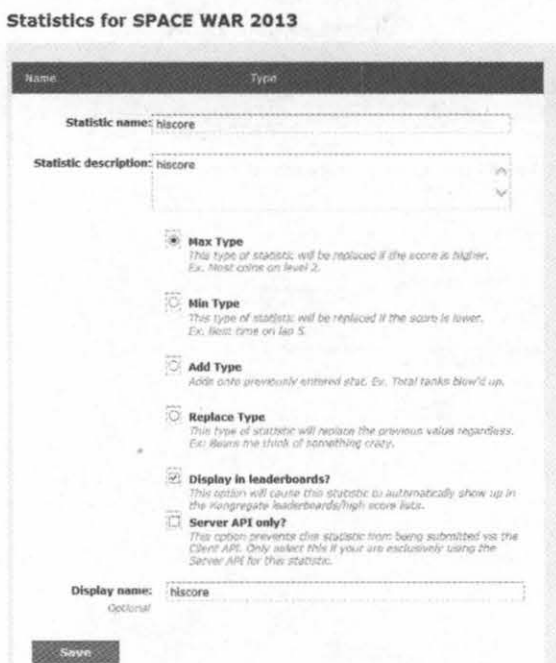 Statistics for SPACE WAR 2013
Name Type
Statistic name: hiscore
Statistic description: hiscore
Max Type
This type of statistic will be replaced if the score is higher.
Ex. Most coins on level 2.
Min Type
This type of statistic will be replaced if the score is lower.
Ex. Best time on lap 5.
Add Type
Adds onto previously entered stat. Ex. Total tanks blow'd up.
Replace Type
This type of statistic will replace the previous value regardless.
Ex: me think of something crazy.
Display in leaderboards?
This option will cause this statistic to automatically show up in
the Kongregate leaderboards/high score lists.
Server API only?
This option prevents this statistic from being submitted via the
Client API. Only select this if your are exclusively using the
Server API for this statistic.
Display name: hiscore
Optional
Save